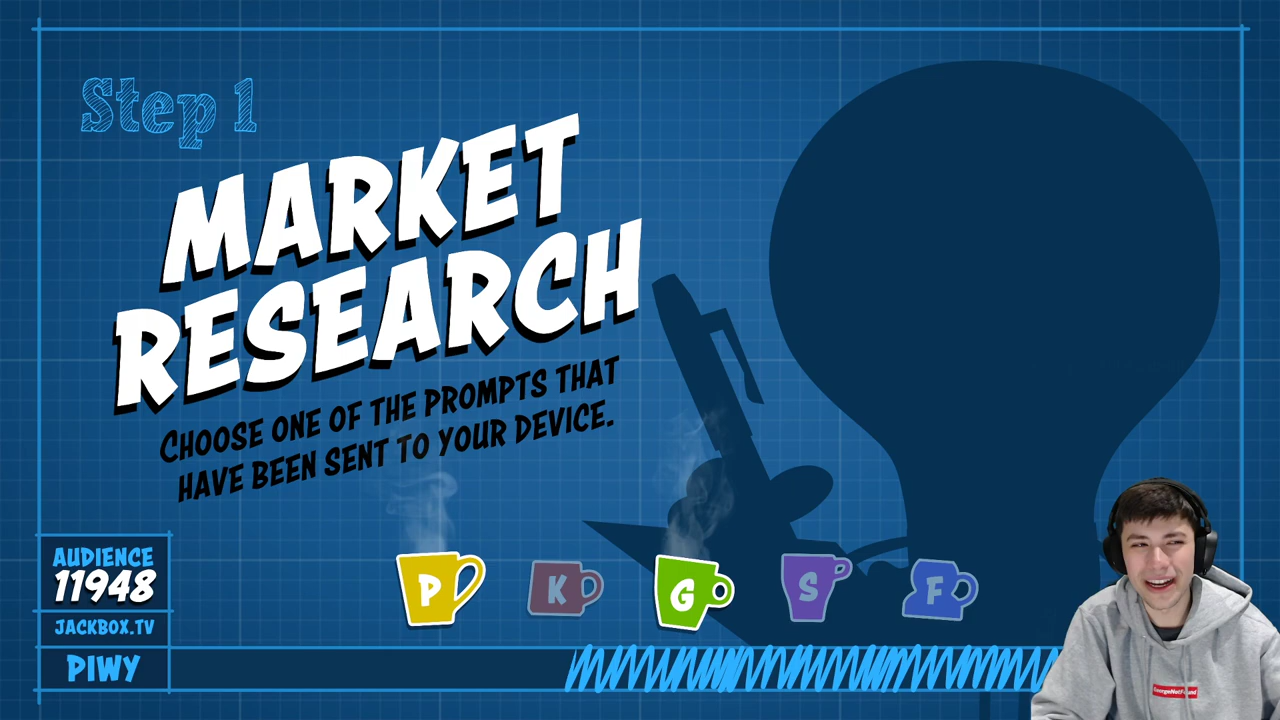 Step 1
MARKET
RESEARCH
CHOOSE ONE OF THE PROMPTS THAT
HAVE BEEN SENT TO YOUR DEVICE.
AUDIENCE
11948
JACKBOX.TV
PIWY
P
K
G
S
F
GeorgeNotFound